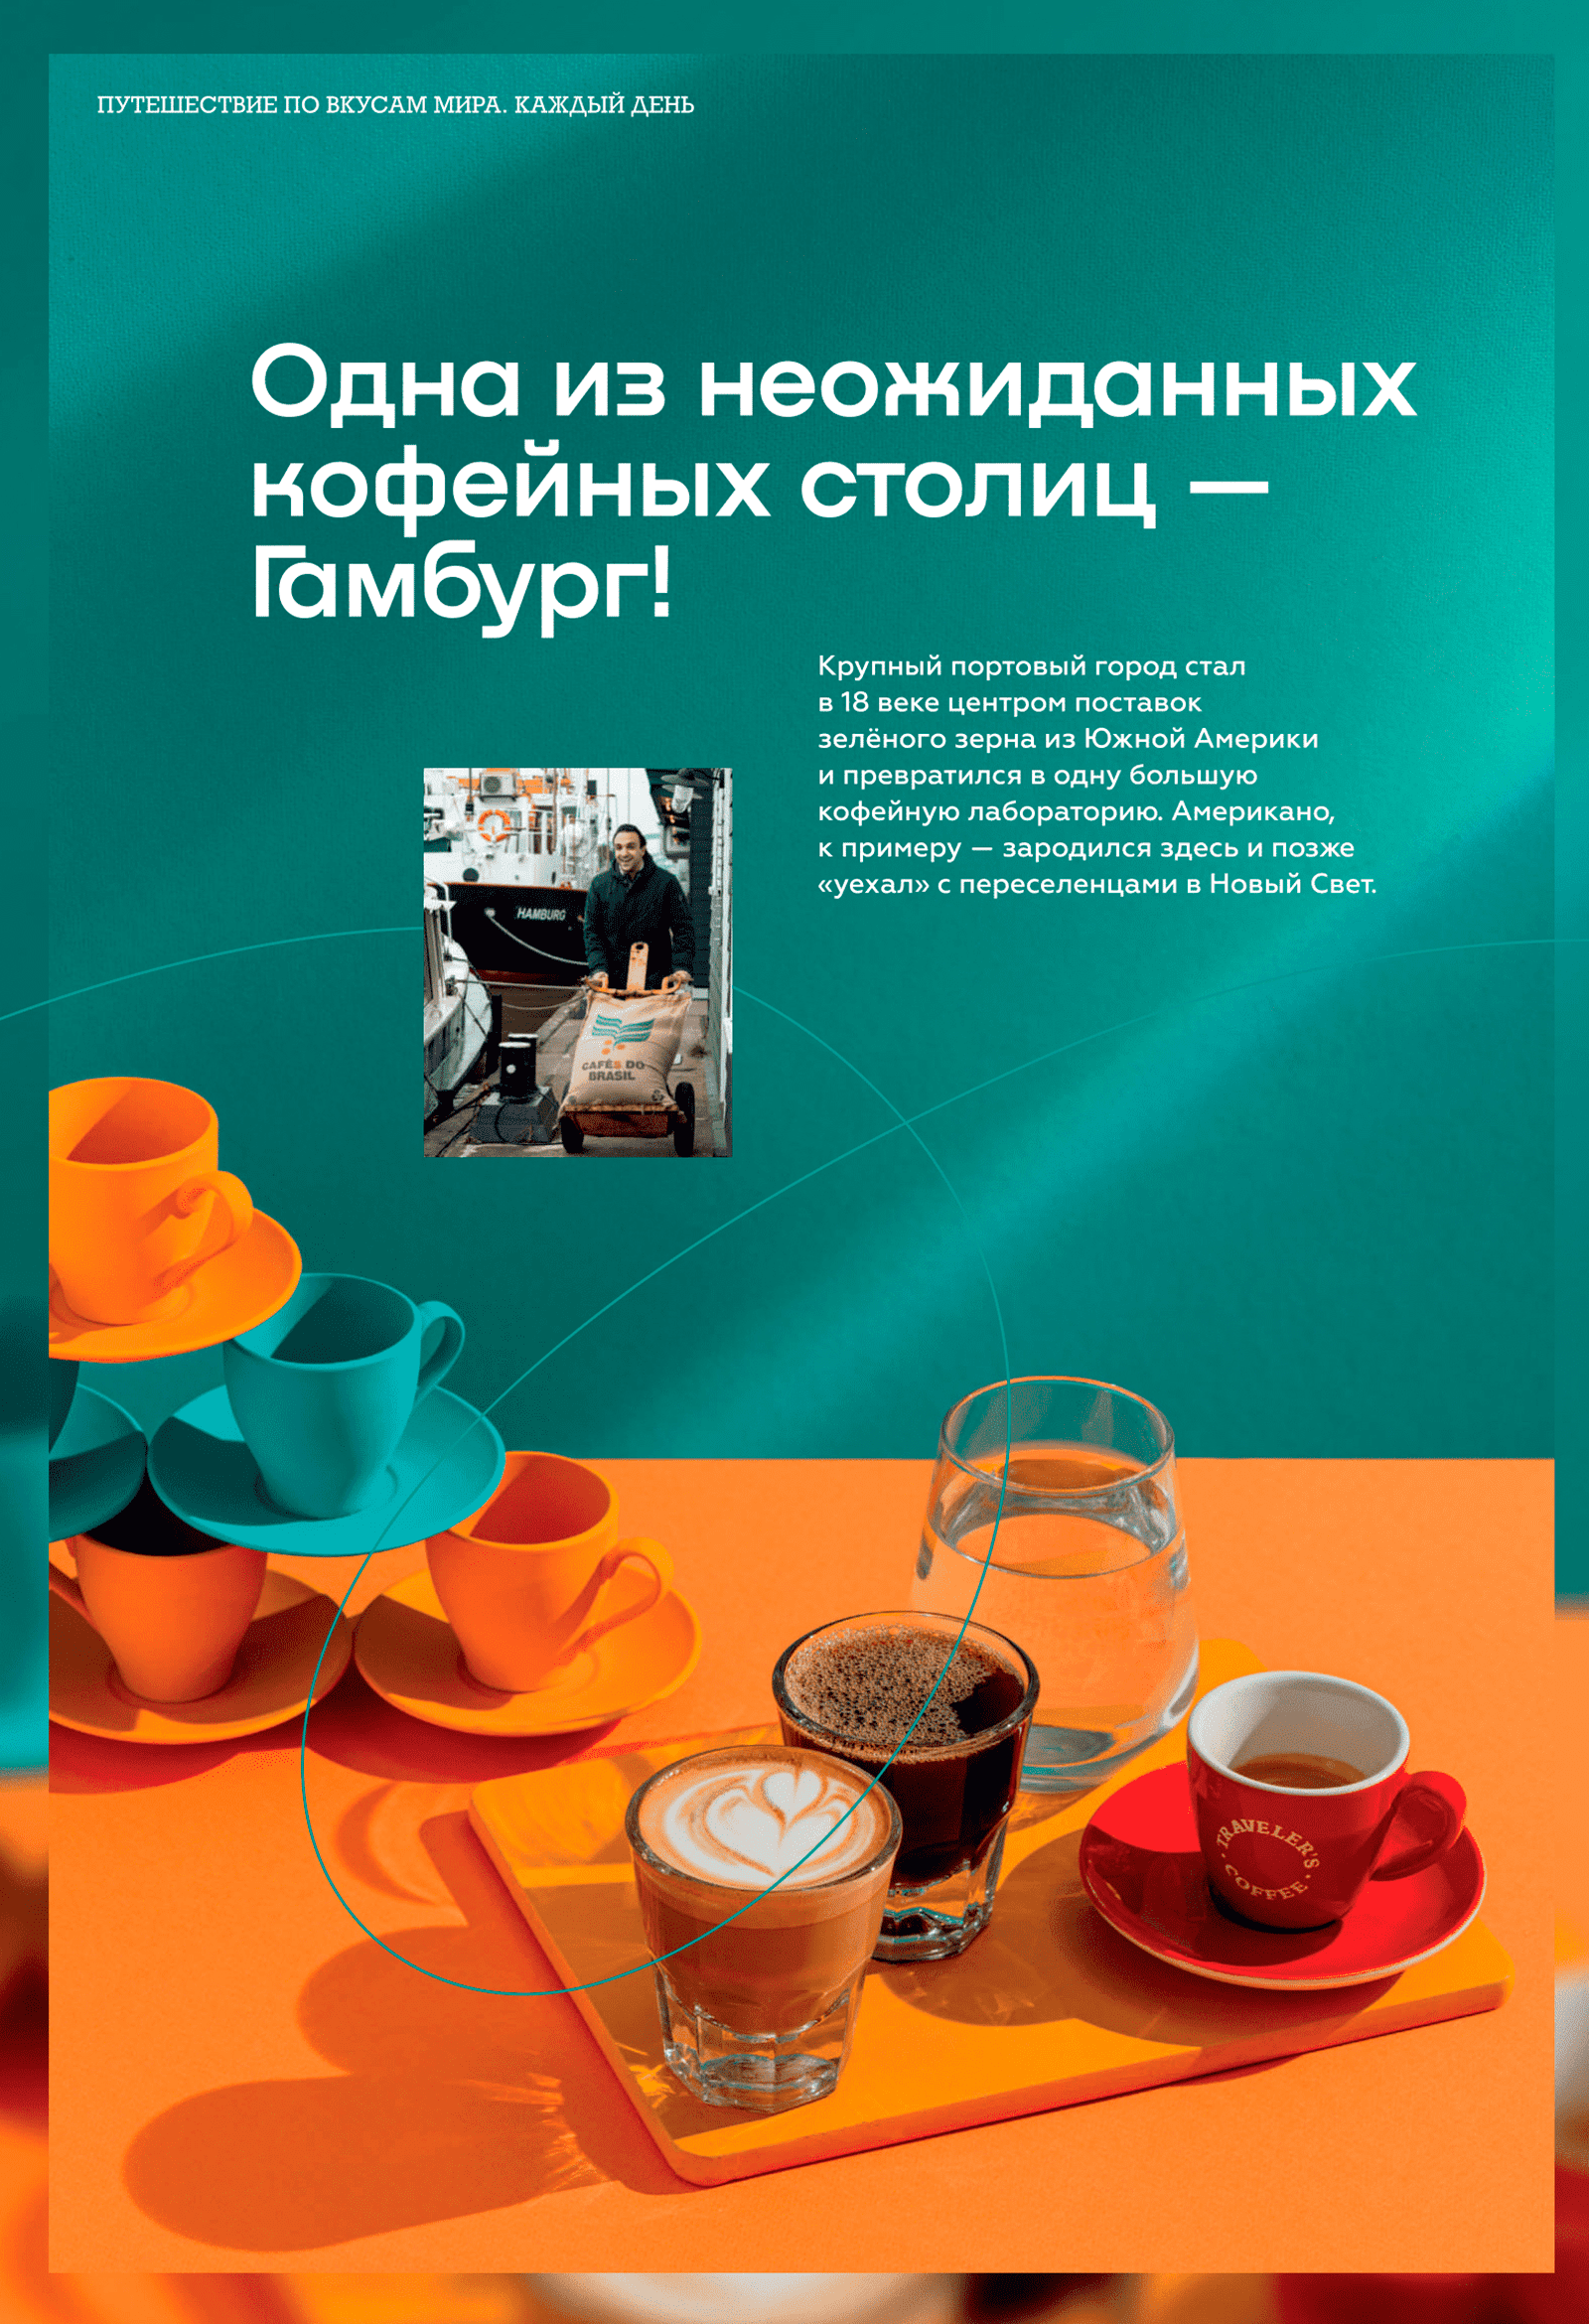 ПУТЕШЕСТВИЕ ПО ВКУСАМ МИРА. КАЖДЫЙ ДЕНЬ
Одна из неожиданных
кофейных столиц —
Гамбург!
Крупный портовый город стал
в 18 веке центром поставок
зелёного зерна из Южной Америки
и превратился в одну большую
кофейную лабораторию. Американо,
к примеру — зародился здесь и позже
«уехал» с переселенцами в Новый Свет.
HAMBURG
CAFÉS DO
BRASIL
TRAVELER'S
COFFEE